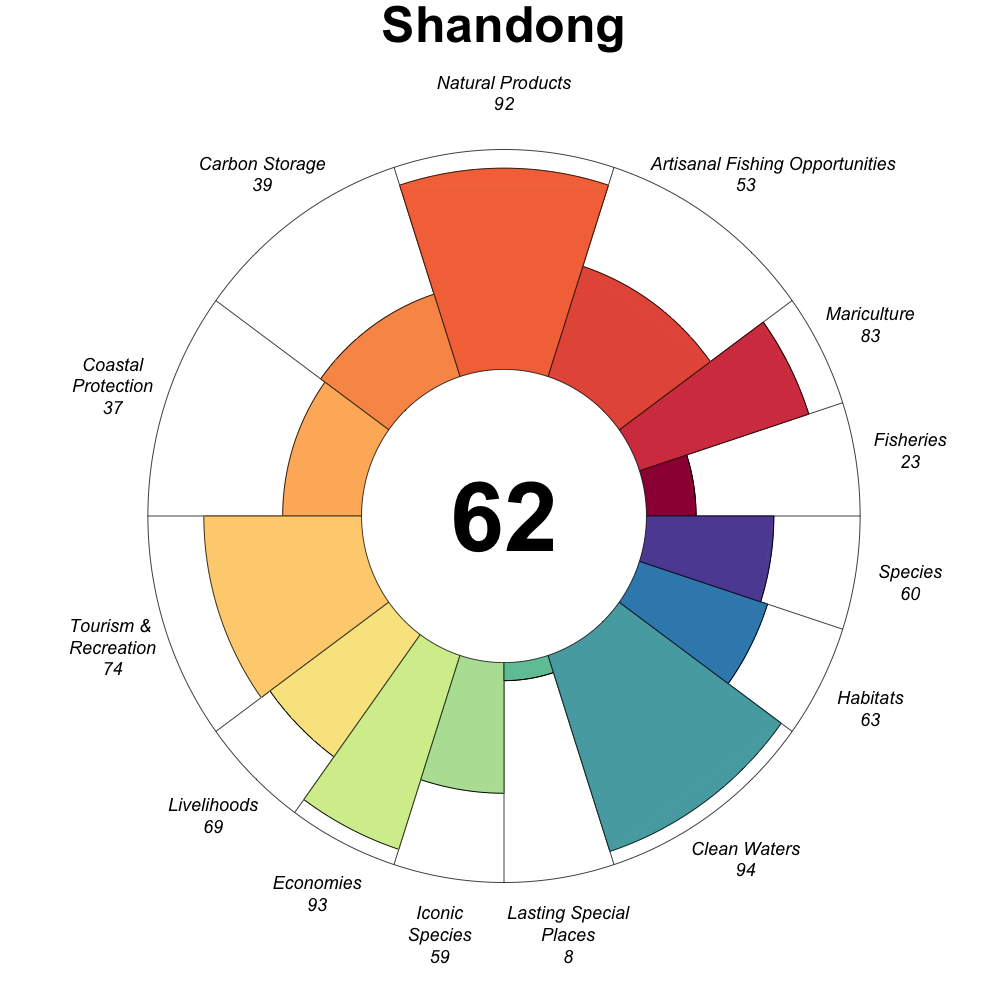 Shandong
Natural Products
92
Carbon Storage
39
Artisanal Fishing Opportunities
53
Mariculture
83
Coastal
Protection
37
Fisheries
23
62
Species
60
Tourism &
Recreation
74
Habitats
63
Livelihoods
69
Clean Waters
94
Economies
93
Iconic
Species
59
Lasting Special
Places
8